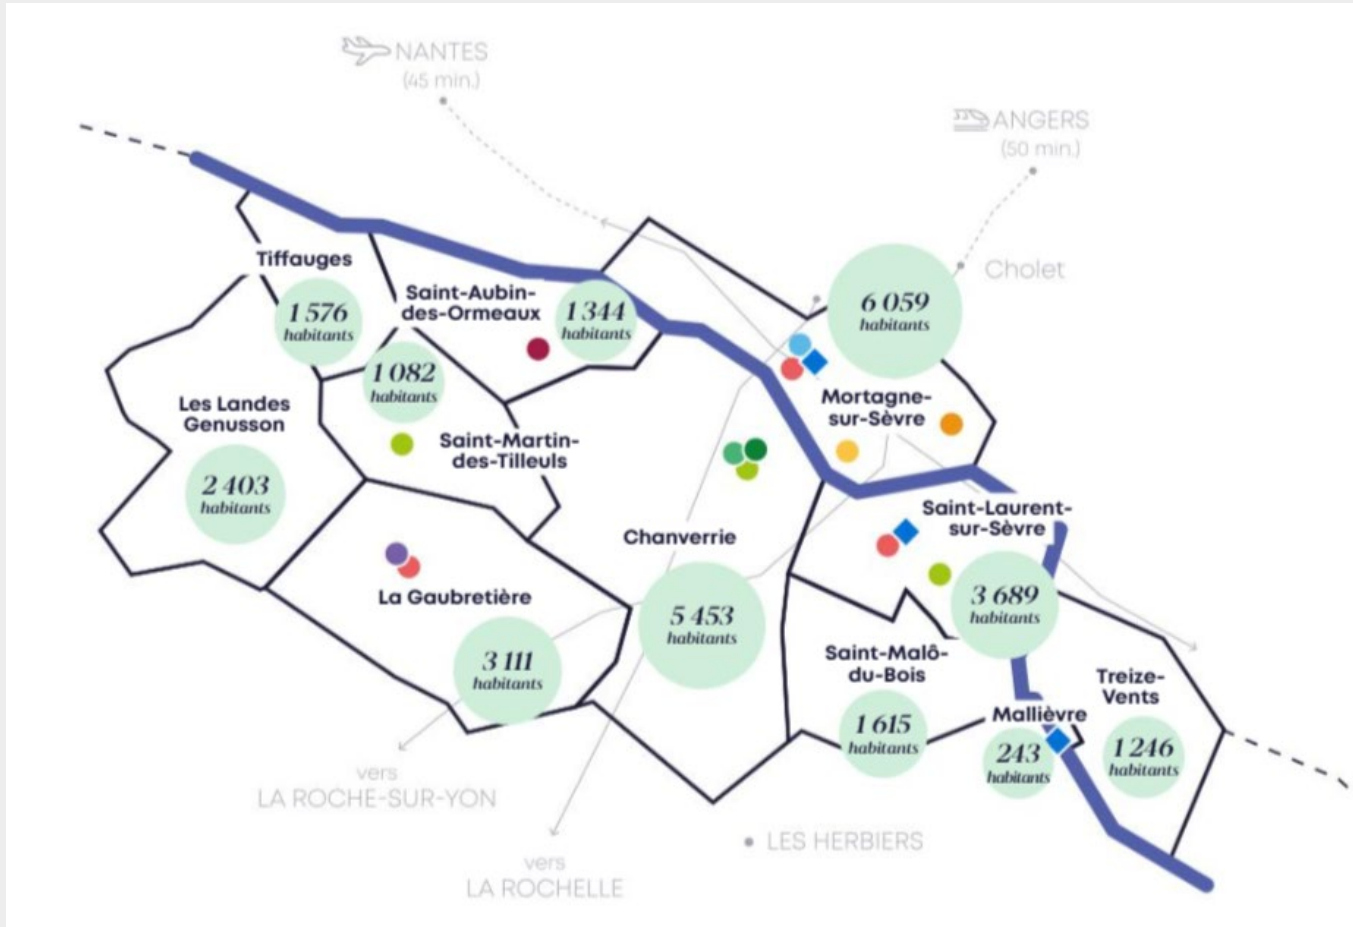 NANTES
(45 min.)
ANGERS
(50 min.)
Cholet
Tiffauges
1 576
habitants
Saint-Aubin-
des-Ormeaux
1 344
habitants
6 059
habitants
Mortagne-
sur-Sèvre
1 082
habitants
Saint-Martin-
des-Tilleuls
Les Landes
Genusson
2 403
habitants
Chanverrie
5 453
habitants
Saint-Laurent-
sur-Sèvre
3 689
habitants
La Gaubretière
3 111
habitants
Saint-Malô-
du-Bois
1 615
habitants
Mallièvre
243
habitants
Treize-
Vents
1 246
habitants
vers
LA ROCHE-SUR-YON
vers
LA ROCHELLE
LES HERBIERS